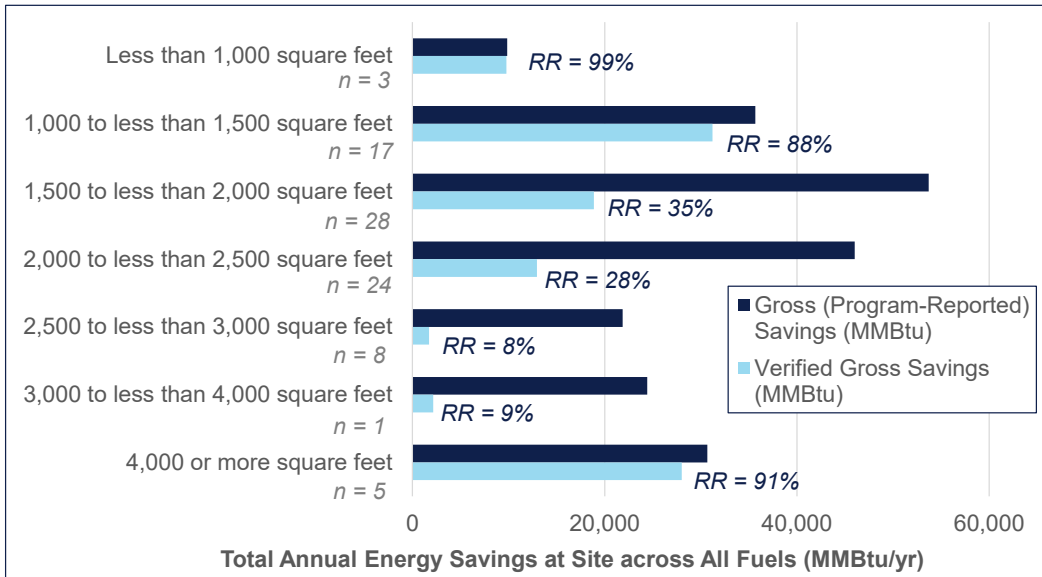 Less than 1,000 square feet
n = 3
RR = 99%
1,000 to less than 1,500 square feet
n = 17
RR = 88%
1,500 to less than 2,000 square feet
n = 28
RR = 35%
2,000 to less than 2,500 square feet
n = 24
RR = 28%
2,500 to less than 3,000 square feet
n = 8
RR = 8%
3,000 to less than 4,000 square feet
n = 1
RR = 9%
4,000 or more square feet
n = 5
RR = 91%
Gross (Program-Reported)
Savings (MMBtu)
Verified Gross Savings
(MMBtu)
0
20,000
40,000
60,000
Total Annual Energy Savings at Site across All Fuels (MMBtu/yr)